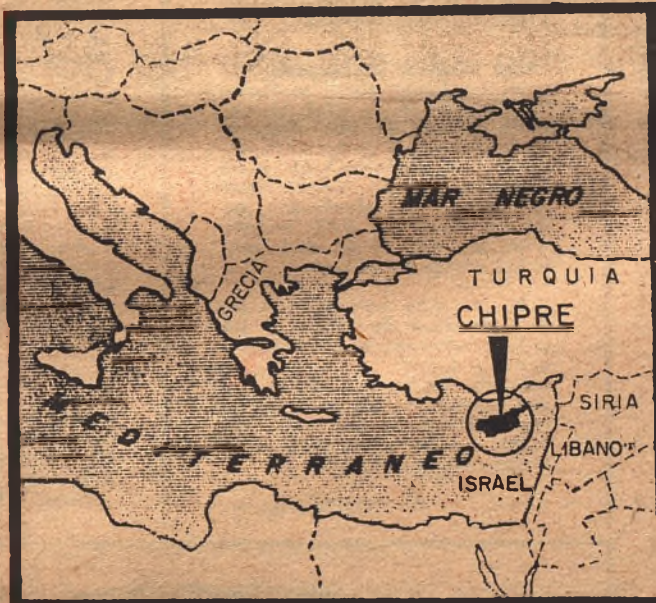 MAR NEGRO
TURQUIA
CHIPRE
GRECIA
SIRIA
LIBANO
MEDITERRANEO
ISRAEL